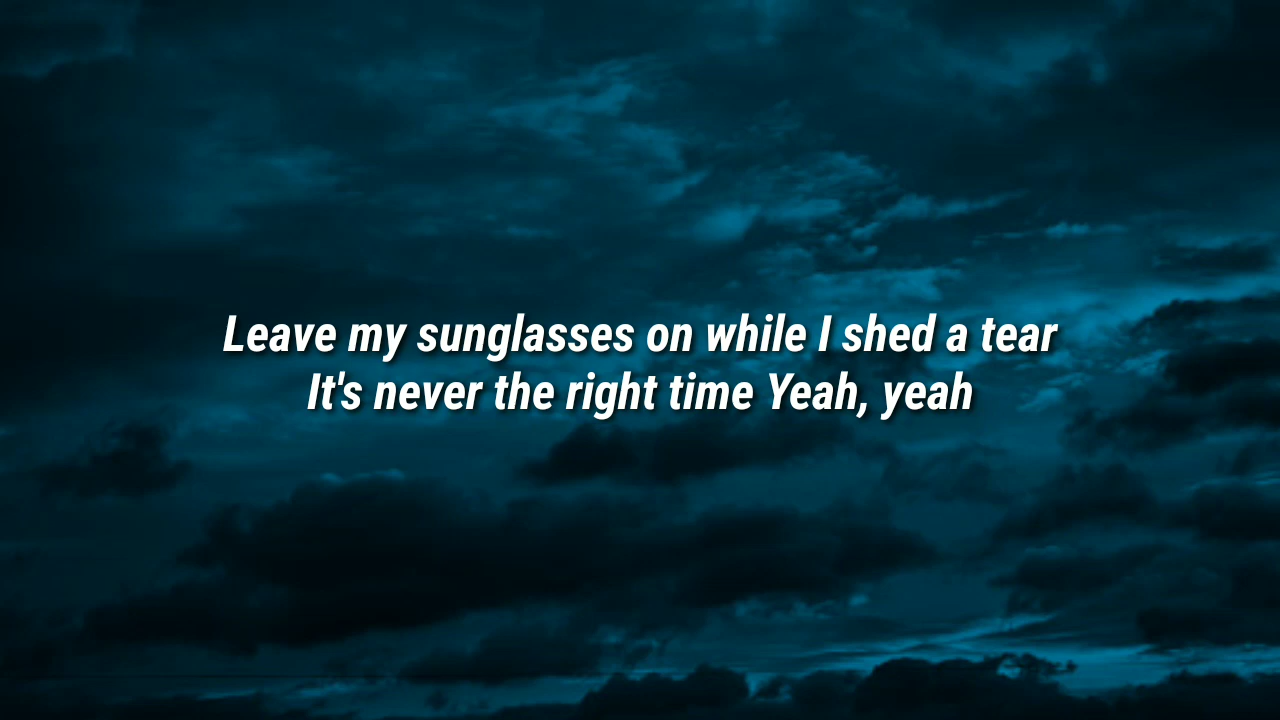 Leave my sunglasses on while I shed a tear
It's never the right time Yeah, yeah